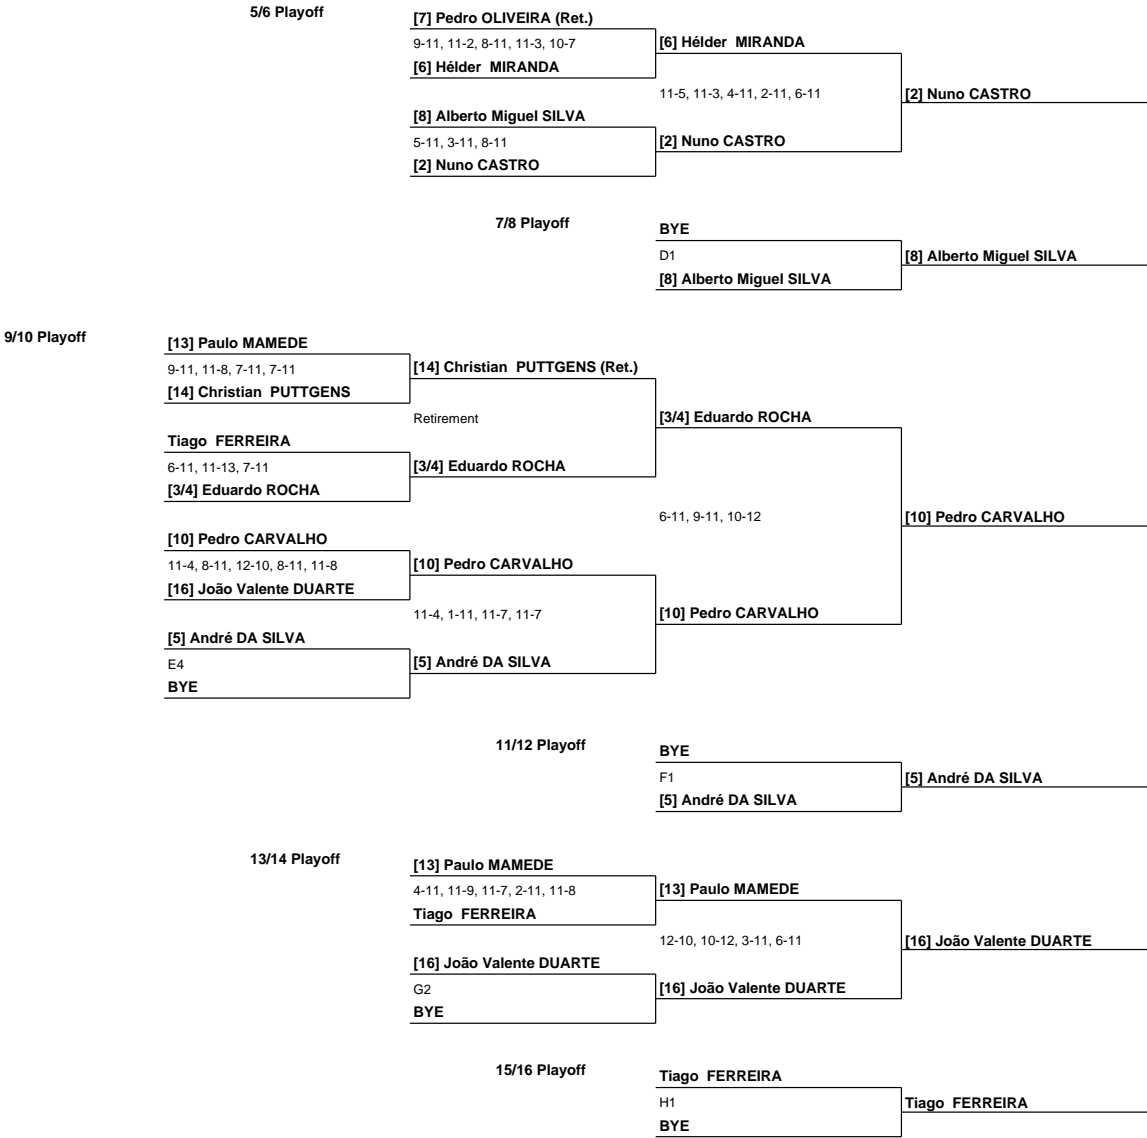 5/6 Playoff
[7] Pedro OLIVEIRA (Ret.)
9-11, 11-2, 8-11, 11-3, 10-7
[6] Hélder MIRANDA
[6] Hélder MIRANDA
11-5, 11-3, 4-11, 2-11, 6-11
[2] Nuno CASTRO
[8] Alberto Miguel SILVA
5-11, 3-11, 8-11
[2] Nuno CASTRO
[2] Nuno CASTRO
7/8 Playoff
BYE
D1
[8] Alberto Miguel SILVA
[8] Alberto Miguel SILVA
9/10 Playoff
[13] Paulo MAMEDE
9-11, 11-8, 7-11, 7-11
[14] Christian PUTTGENS (Ret.)
[14] Christian PUTTGENS
Retirement
[3/4] Eduardo ROCHA
Tiago FERREIRA
6-11, 11-13, 7-11
[3/4] Eduardo ROCHA
[3/4] Eduardo ROCHA
6-11, 9-11, 10-12
[10] Pedro CARVALHO
[10] Pedro CARVALHO
11-4, 8-11, 12-10, 8-11, 11-8
[10] Pedro CARVALHO
[16] João Valente DUARTE
11-4, 1-11, 11-7, 11-7
[10] Pedro CARVALHO
[5] André DA SILVA
E4
[5] André DA SILVA
BYE
11/12 Playoff
BYE
F1
[5] André DA SILVA
[5] André DA SILVA
13/14 Playoff
[13] Paulo MAMEDE
4-11, 11-9, 11-7, 2-11, 11-8
[13] Paulo MAMEDE
Tiago FERREIRA
12-10, 10-12, 3-11, 6-11
[16] João Valente DUARTE
[16] João Valente DUARTE
G2
[16] João Valente DUARTE
BYE
15/16 Playoff
Tiago FERREIRA
H1
Tiago FERREIRA
BYE